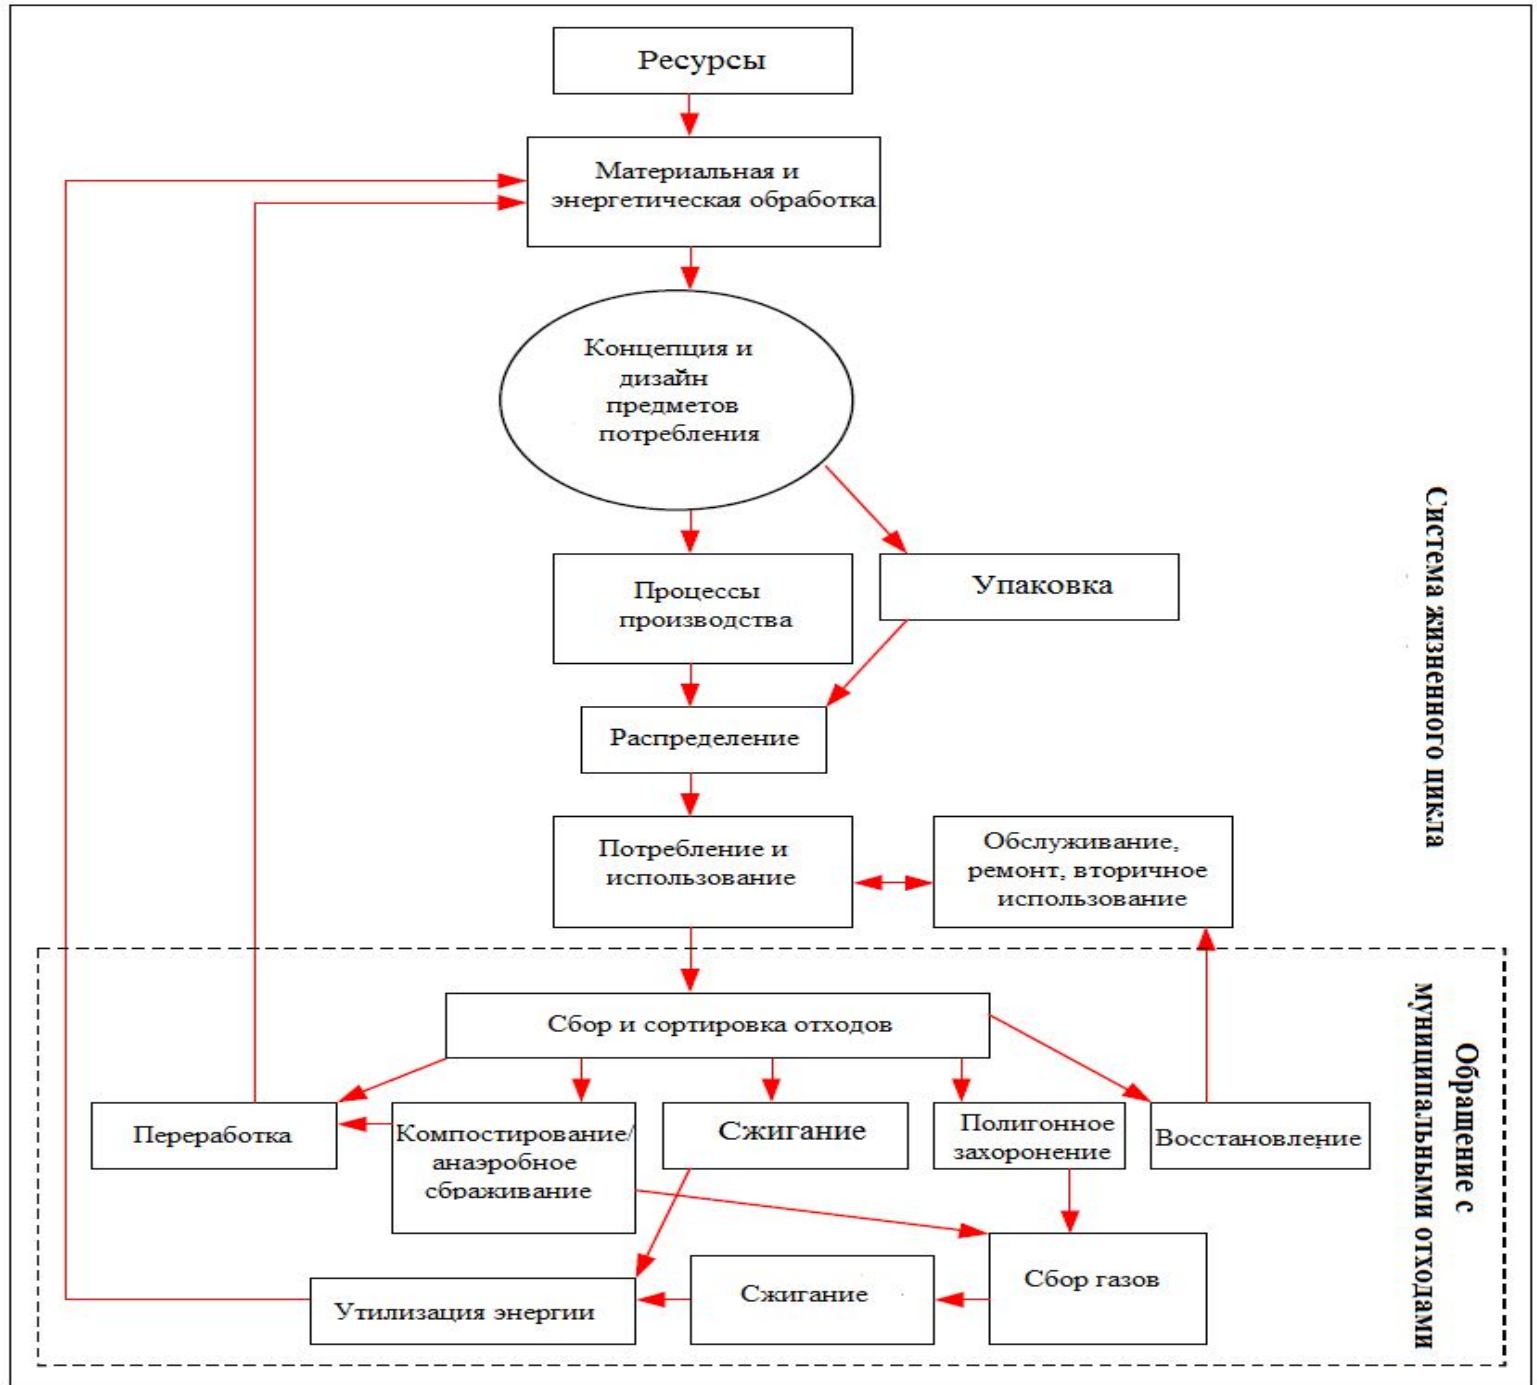 Ресурсы
Материальная и
энергетическая обработка
Концепция и
дизайн
предметов
потребления
Процессы
производства
Упаковка
Распределение
Потребление и
использование
Обслуживание,
ремонт, вторичное
использование
Система жизненного цикла
Сбор и сортировка отходов
Переработка
Компостирование/
анаэробное
сбраживание
Сжигание
Полигонное
захоронение
Восстановление
Утилизация энергии
Сжигание
Сбор газов
Обращение с
муниципальными отходами